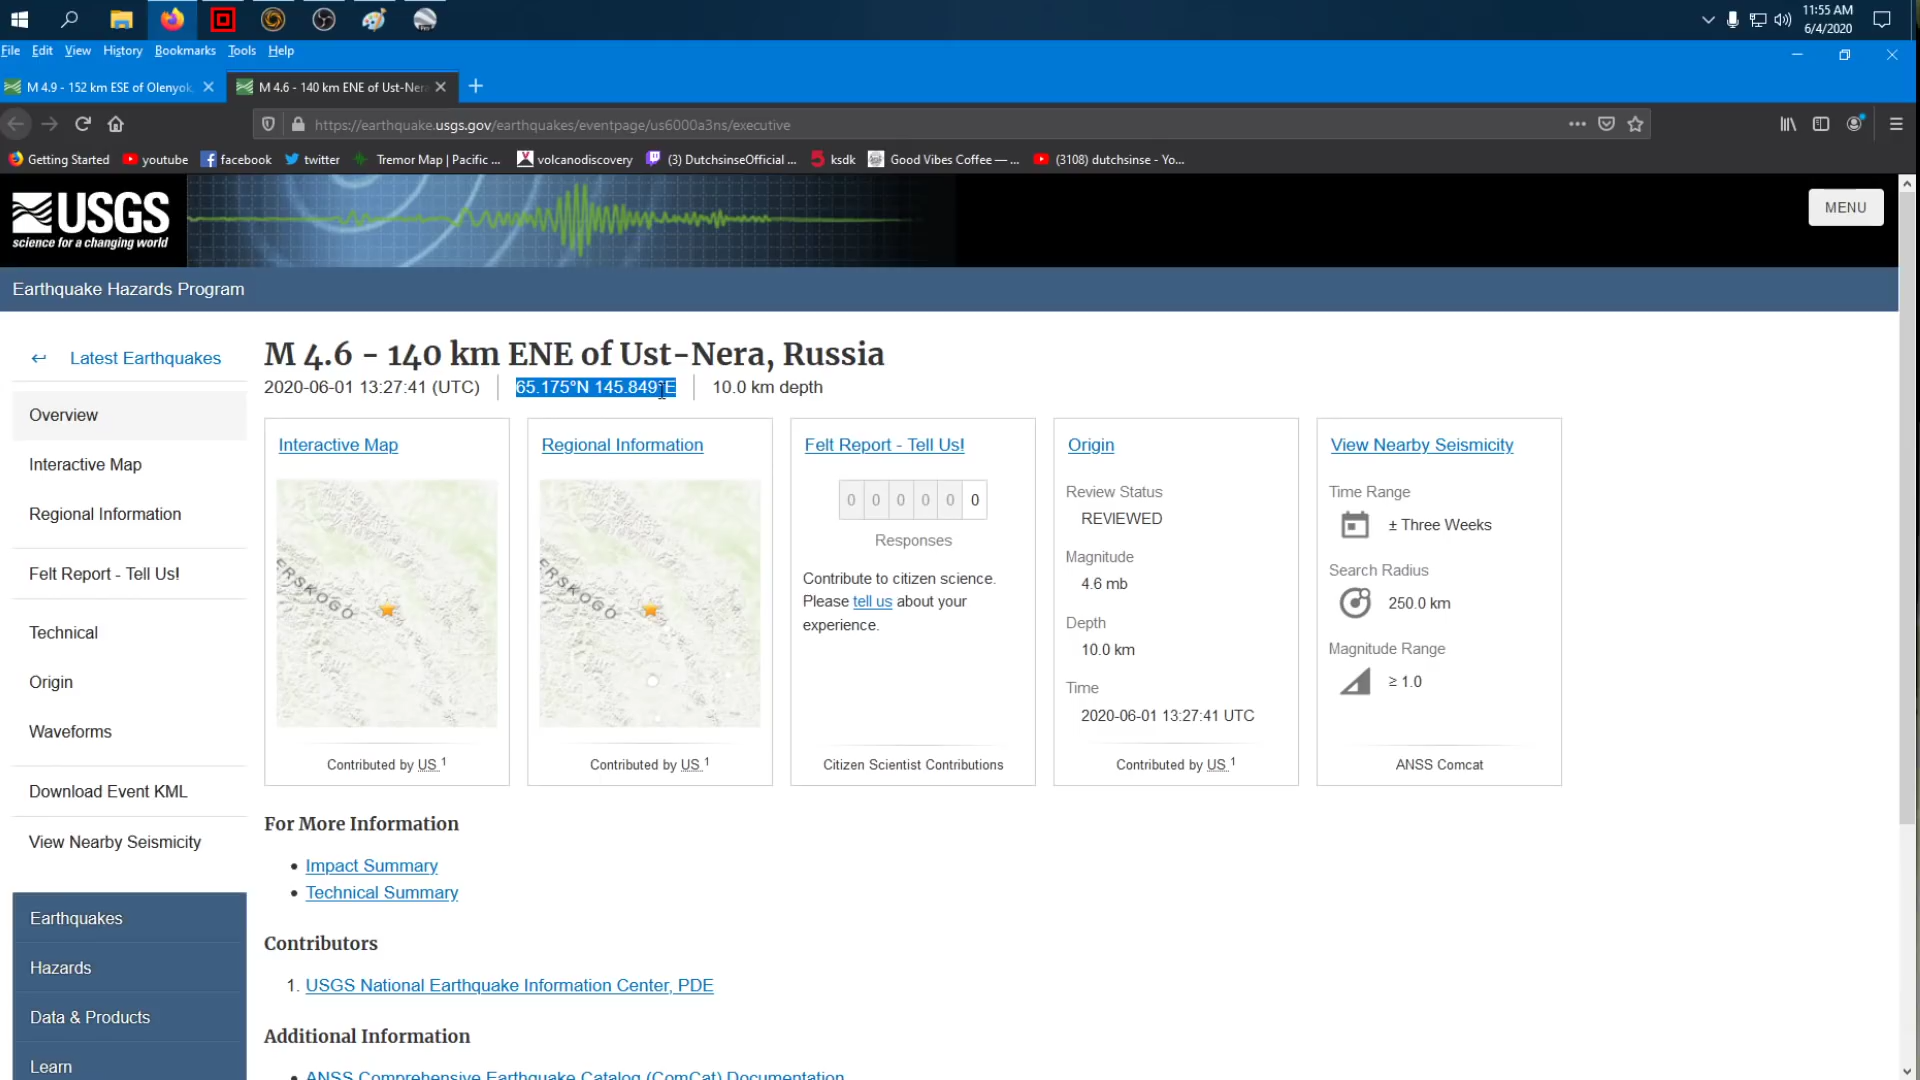 11:55 AM
6/4/2020
File Edit View History Bookmarks Tools Help
M 4.9 - 152 km ESE of Olenyok,
M 4.6 - 140 km ENE of Ust-Nera
https://earthquake.usgs.gov/earthquakes/eventpage/us6000a3ns/executive
Getting Started youtube facebook twitter Tremor Map | Pacific ... volcanodiscovery (3) DutchsinseOfficial ... ksdk Good Vibes Coffee — ... (3108) dutchsinse - Yo...
USGS
science for a changing world
MENU
Earthquake Hazards Program
Latest Earthquakes
Overview
Interactive Map
Regional Information
Felt Report - Tell Us!
Technical
Origin
Waveforms
Download Event KML
View Nearby Seismicity
Earthquakes
Hazards
Data & Products
Learn
M 4.6 - 140 km ENE of Ust-Nera, Russia
2020-06-01 13:27:41 (UTC) 65.175°N 145.849°E 10.0 km depth
Interactive Map
ERSKOGO
Contributed by US 1
Regional Information
ERSKOGO
Contributed by US 1
Felt Report - Tell Us!
0 0 0 0 0 0
Responses
Contribute to citizen science.
Please tell us about your
experience.
Citizen Scientist Contributions
Origin
Review Status
REVIEWED
Magnitude
4.6 mb
Depth
10.0 km
Time
2020-06-01 13:27:41 UTC
Contributed by US 1
View Nearby Seismicity
Time Range
± Three Weeks
Search Radius
250.0 km
Magnitude Range
≥ 1.0
ANSS Comcat
For More Information
• Impact Summary
• Technical Summary
Contributors
1. USGS National Earthquake Information Center, PDE
Additional Information
• ANSS Comprehensive Earthquake Catalog (ComCat) Documentation